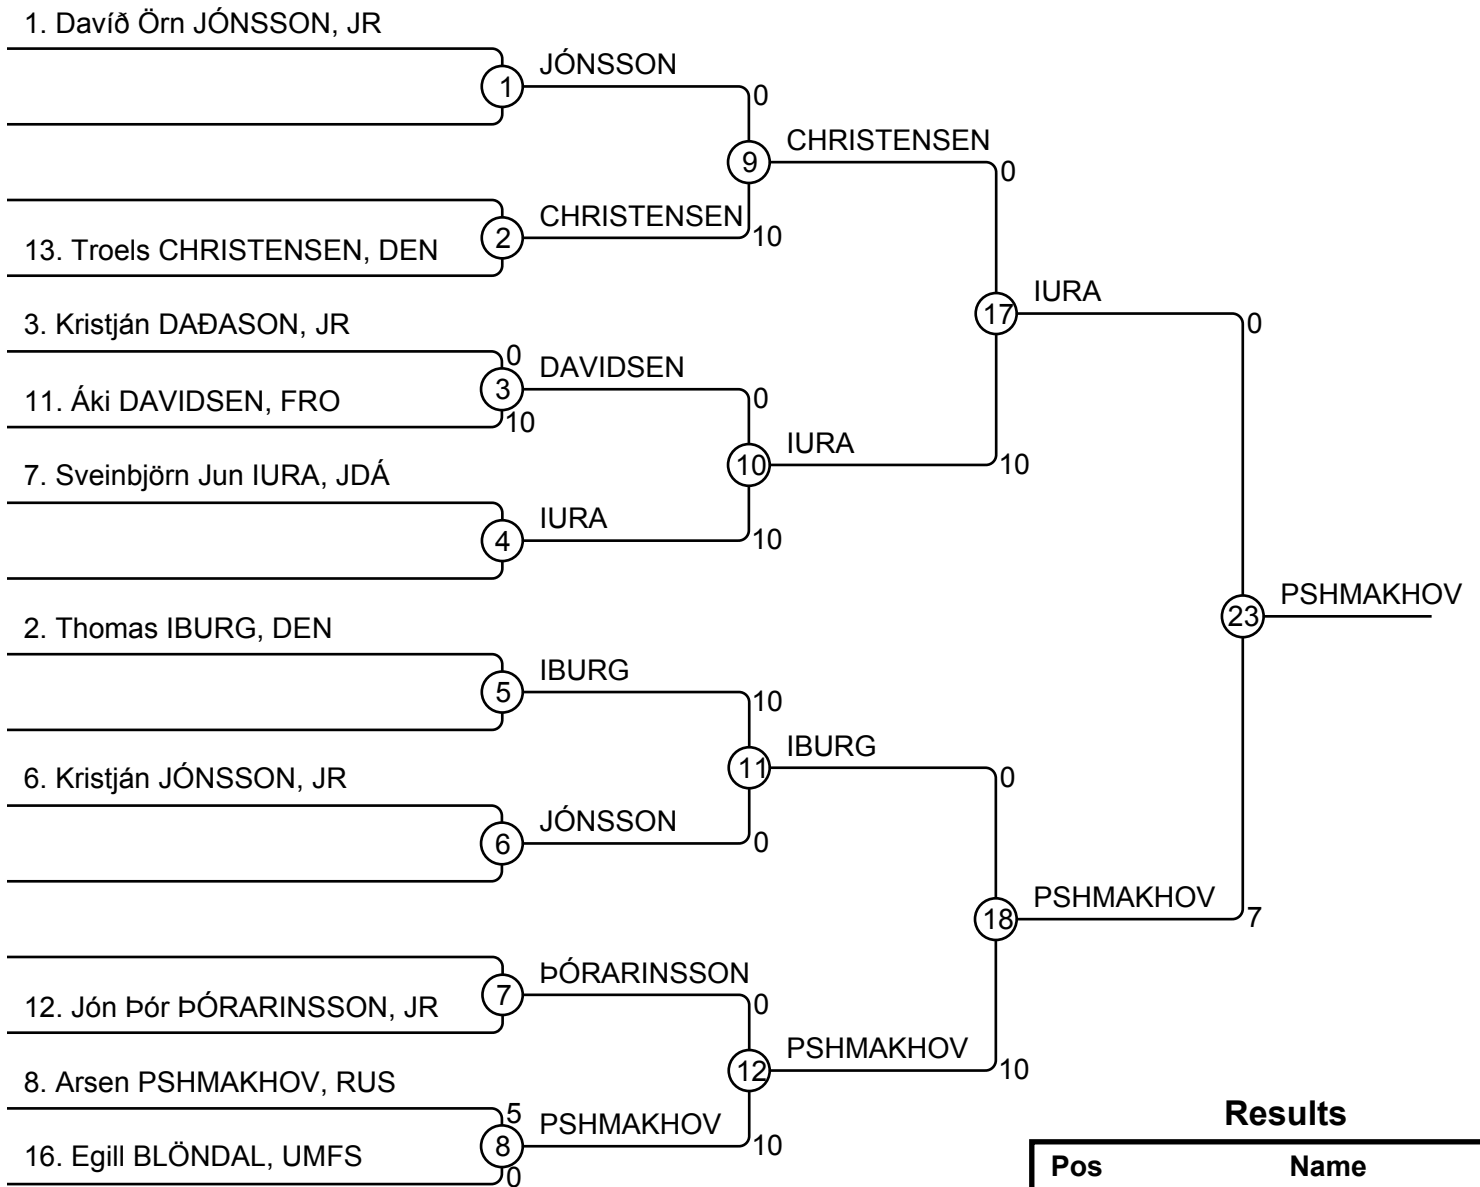 1. Davíð Örn JÓNSSON, JR
1
JÓNSSON
0
9
CHRISTENSEN
0
13. Troels CHRISTENSEN, DEN
2
CHRISTENSEN
10
17
IURA
0
3. Kristján DAÐASON, JR
0
3
DAVIDSEN
0
11. Áki DAVIDSEN, FRO
10
10
IURA
10
7. Sveinbjörn Jun IURA, JDÁ
4
IURA
10
23
PSHMAKHOV
2. Thomas IBURG, DEN
5
IBURG
10
11
IBURG
0
6. Kristján JÓNSSON, JR
6
JÓNSSON
0
18
PSHMAKHOV
7
12. Jón Þór ÞÓRARINSSON, JR
7
ÞÓRARINSSON
0
12
PSHMAKHOV
10
8. Arsen PSHMAKHOV, RUS
5
8
PSHMAKHOV
10
16. Egill BLÖNDAL, UMFS
0
Results
Pos Name